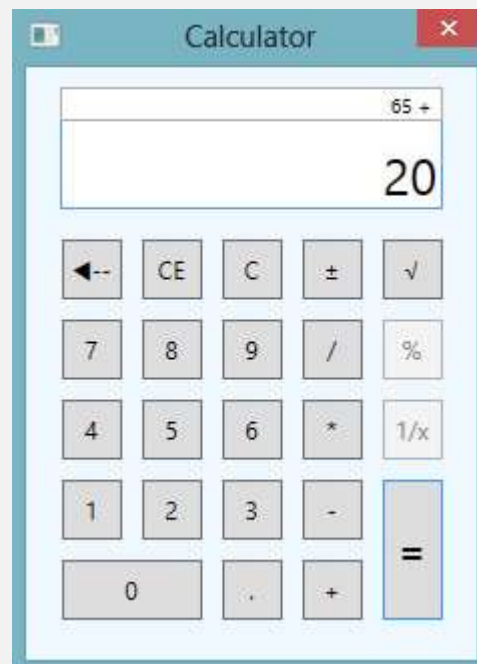 Calculator
65 +
20
◄-- CE C ± √
7 8 9 / %
4 5 6 * 1/x
1 2 3 -
=
0 . +